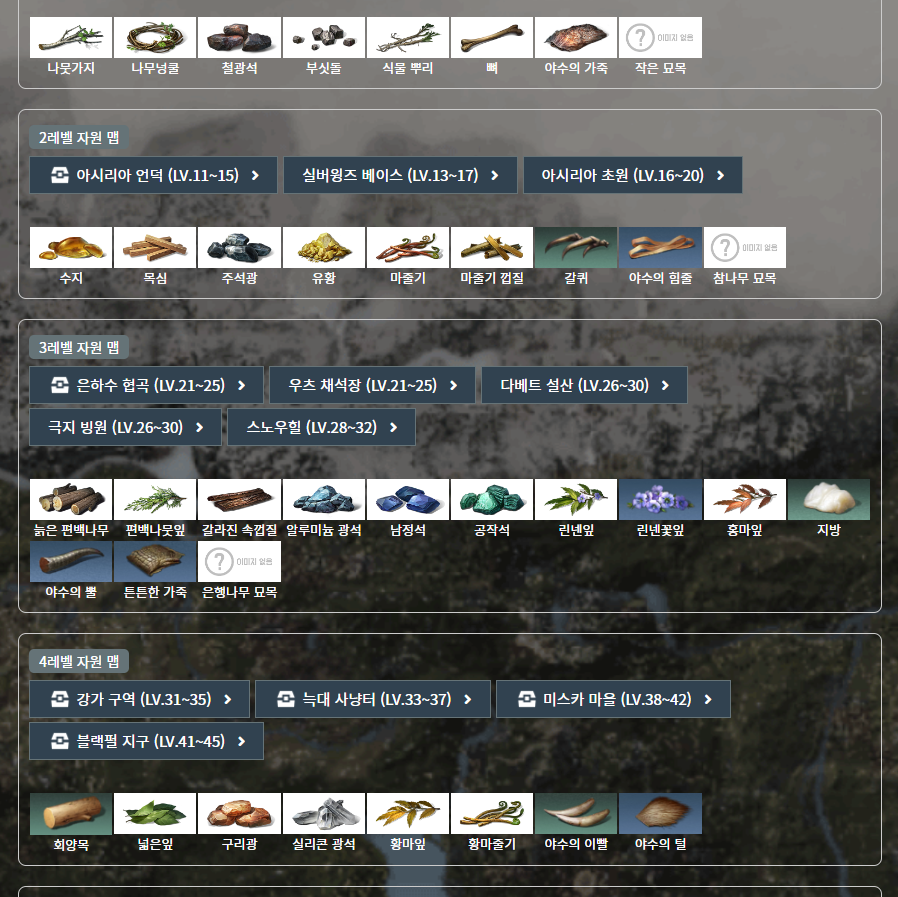 나뭇가지 나무넝쿨 철광석 부싯돌 식물 뿌리 뼈 야수의 가죽 작은 묘목
이미지 없음
2레벨 자원 맵
아시리아 언덕 (LV.11~15) 실버윙즈 베이스 (LV.13~17) 아시리아 초원 (LV.16~20)
이미지 없음
수지 목심 주석광 유황 마줄기 마줄기 껍질 갈퀴 야수의 힘줄 참나무 묘목
3레벨 자원 맵
은하수 협곡 (LV.21~25) 우츠 채석장 (LV.21~25) 다베트 설산 (LV.26~30)
극지 빙원 (LV.26~30) 스노우힐 (LV.28~32)
늙은 편백나무 편백나뭇잎 갈라진 속껍질 알루미늄 광석 남정석 공작석 린넨잎 린넨꽃잎 홍마잎 지방
이미지 없음
야수의 뿔 튼튼한 가죽 은행나무 묘목
4레벨 자원 맵
강가 구역 (LV.31~35) 늑대 사냥터 (LV.33~37) 미스카 마을 (LV.38~42)
블랙펄 지구 (LV.41~45)
회양목 넓은잎 구리광 실리콘 광석 황마잎 황마줄기 야수의 이빨 야수의 털